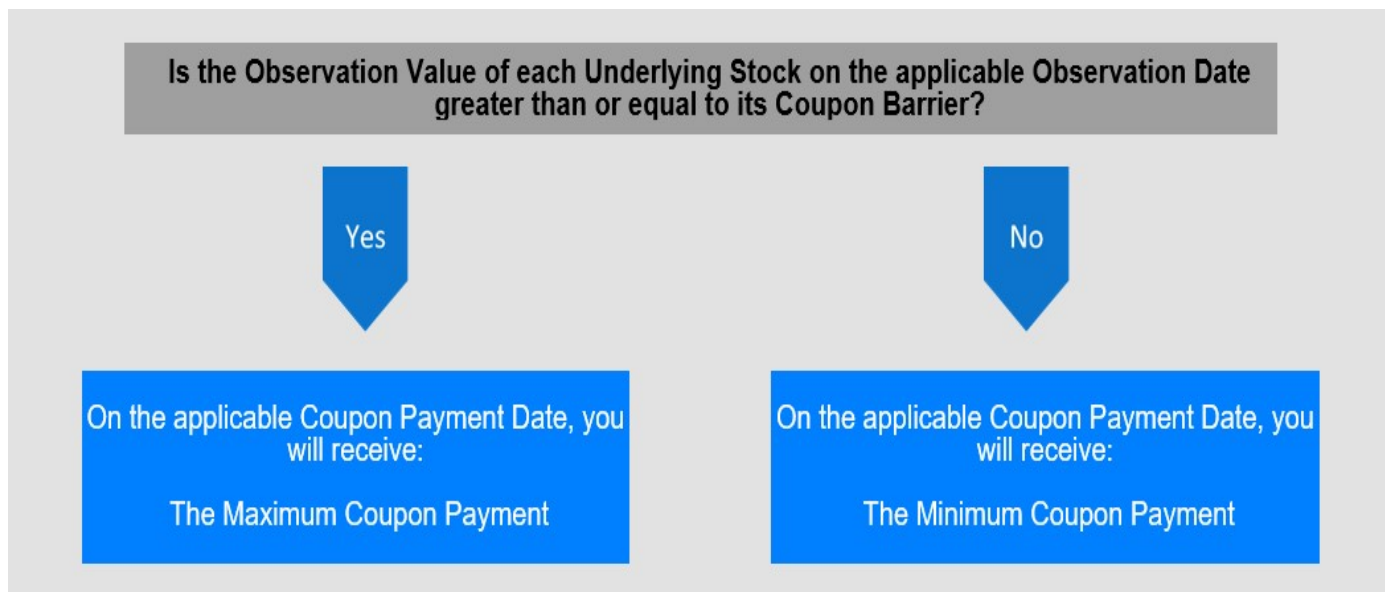 Is the Observation Value of each Underlying Stock on the applicable Observation Date
greater than or equal to its Coupon Barrier?
Yes
No
On the applicable Coupon Payment Date, you
will receive:
The Maximum Coupon Payment
On the applicable Coupon Payment Date, you
will receive:
The Minimum Coupon Payment